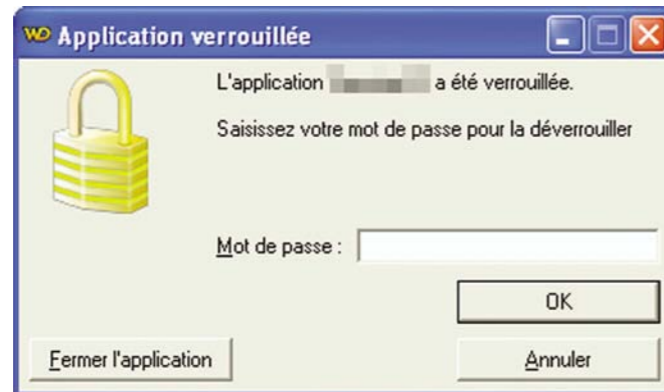 WD Application verrouillée
L'application a été verrouillée.
Saisissez votre mot de passe pour la déverrouiller
Mot de passe :
OK
Fermer l'application
Annuler